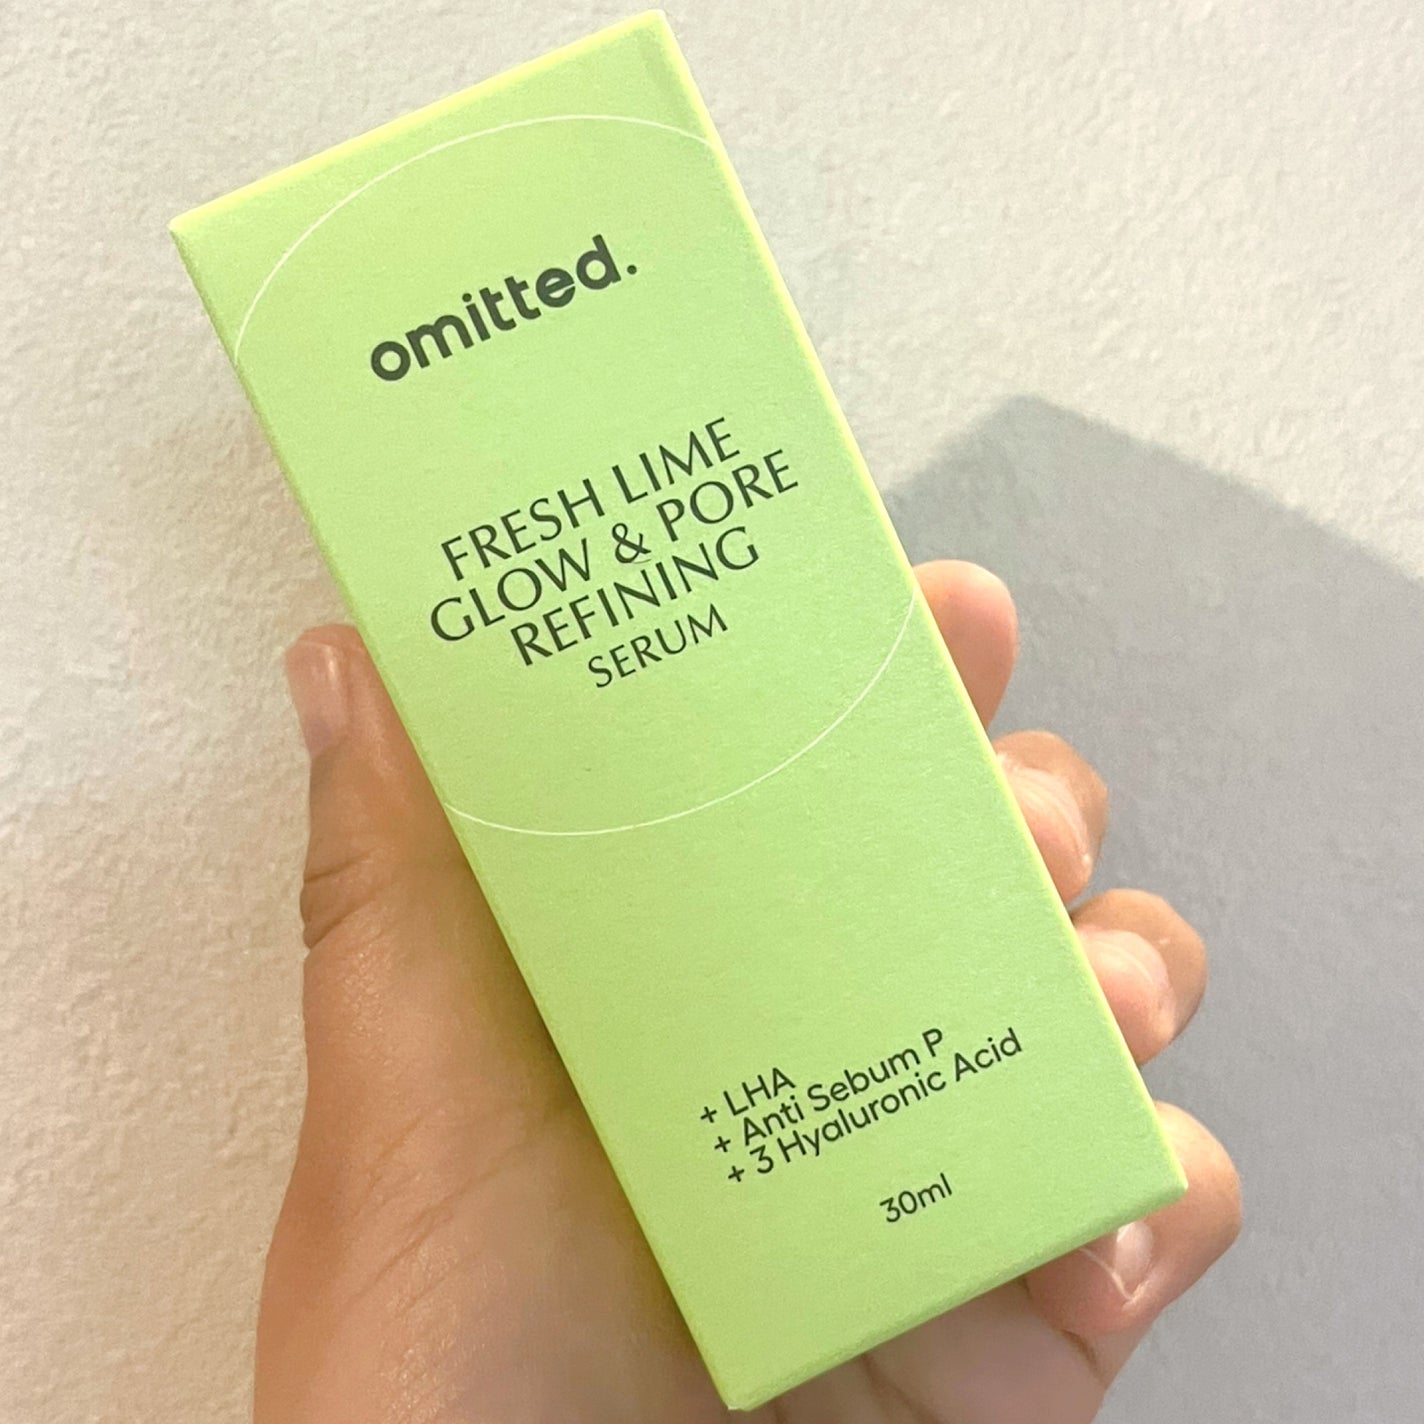 omitted.
FRESH LIME
GLOW & PORE
REFINING
SERUM
+ LHA
+ Anti Sebum P
+ 3 Hyaluronic Acid
30ml